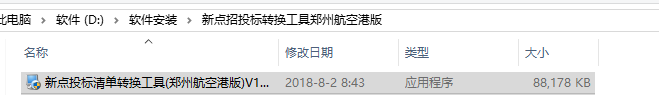 此电脑 > 软件 (D:) > 软件安装 > 新点招投标转换工具郑州航空港版
名称 修改日期 类型 大小
新点投标清单转换工具(郑州航空港版)V1... 2018-8-2 8:43 应用程序 88,178 KB